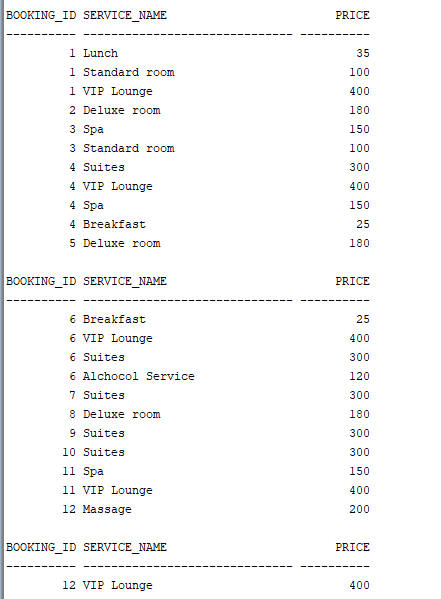 BOOKING_ID SERVICE_NAME                        PRICE
---------- ------------------------------ ----------
         1 Lunch                                  35
         1 Standard room                         100
         1 VIP Lounge                            400
         2 Deluxe room                           180
         3 Spa                                   150
         3 Standard room                         100
         4 Suites                                300
         4 VIP Lounge                            400
         4 Spa                                   150
         4 Breakfast                              25
         5 Deluxe room                           180

BOOKING_ID SERVICE_NAME                        PRICE
---------- ------------------------------ ----------
         6 Breakfast                              25
         6 VIP Lounge                            400
         6 Suites                                300
         6 Alchocol Service                      120
         7 Suites                                300
         8 Deluxe room                           180
         9 Suites                                300
        10 Suites                                300
        11 Spa                                   150
        11 VIP Lounge                            400
        12 Massage                               200

BOOKING_ID SERVICE_NAME                        PRICE
---------- ------------------------------ ----------
        12 VIP Lounge                            400